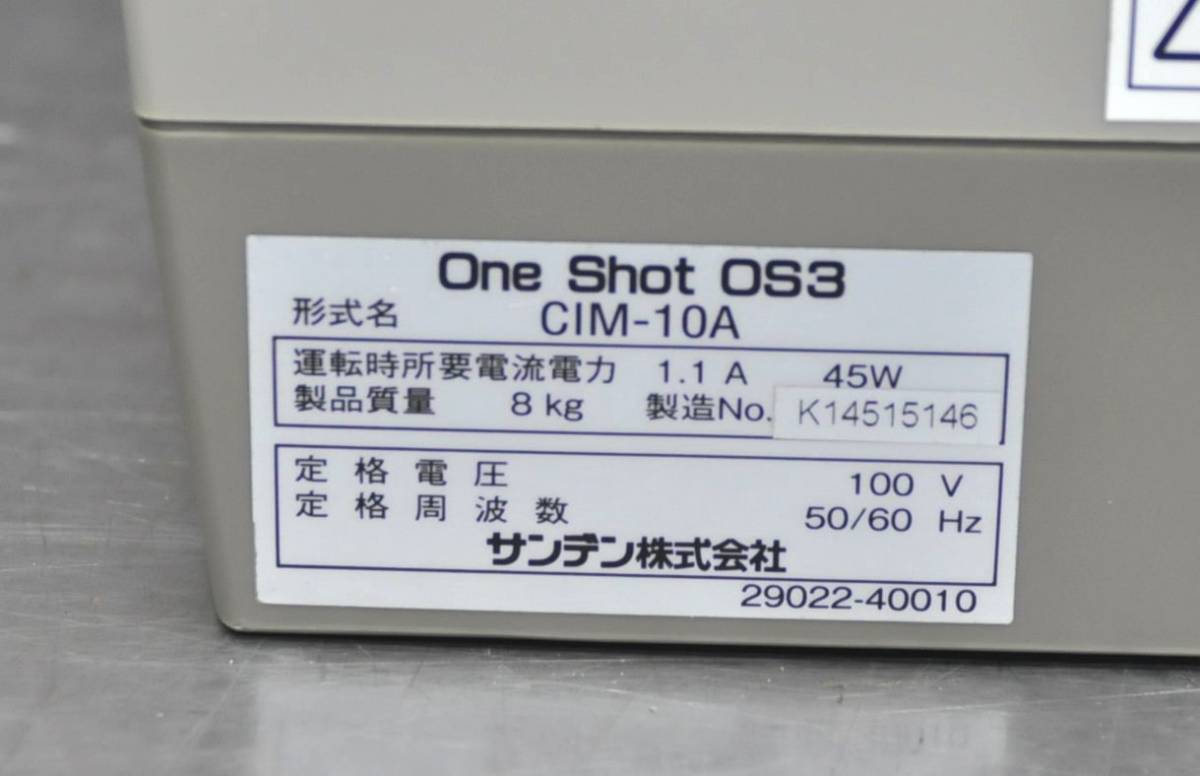 One Shot OS3
形式名 CIM-10A
運転時所要電流電力 1.1 A 45W
製品質量 8 kg 製造No. K14515146
定格電圧 100 V
定格周波数 50/60 Hz
サンデン株式会社
29022-40010